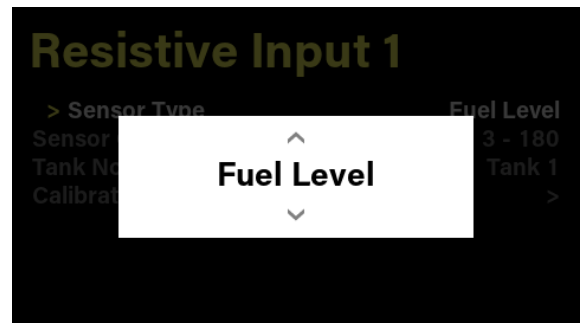 Resistive Input 1
> Sensor Type Fuel Level
Sensor 3 - 180
Tank No Tank 1
Calibrat >
Fuel Level